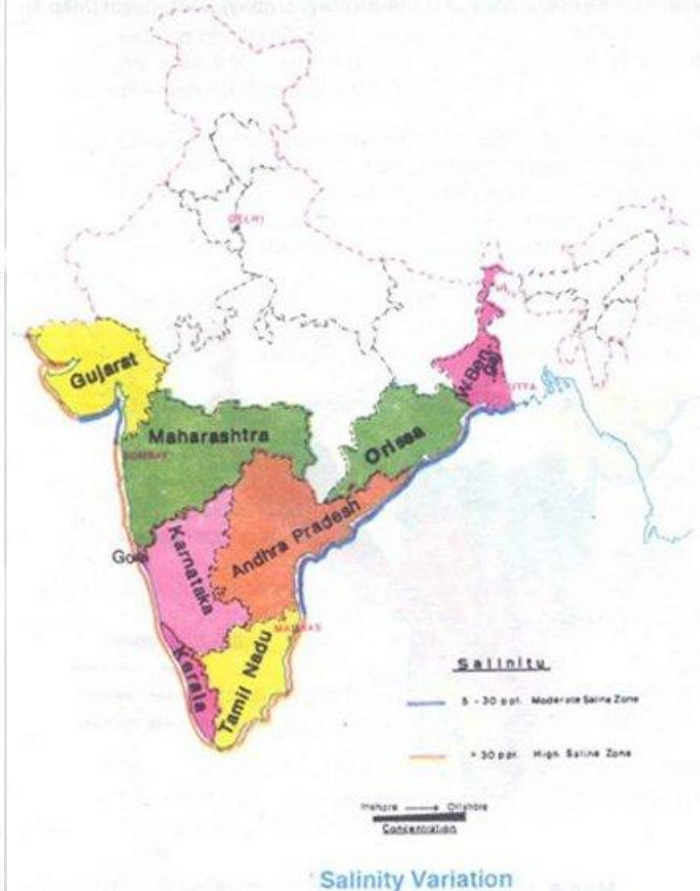 DELHI
Gujarat
W.Bengal
Maharashtra
BOMBAY
Orissa
Andhra Pradesh
Goa
Karnataka
MADRAS
Kerala
Tamil Nadu
Salinity
5 - 30 ppt. Moderate Saline Zone
30 ppt. High Saline Zone
Inshore Offshore
Concentration
Salinity Variation